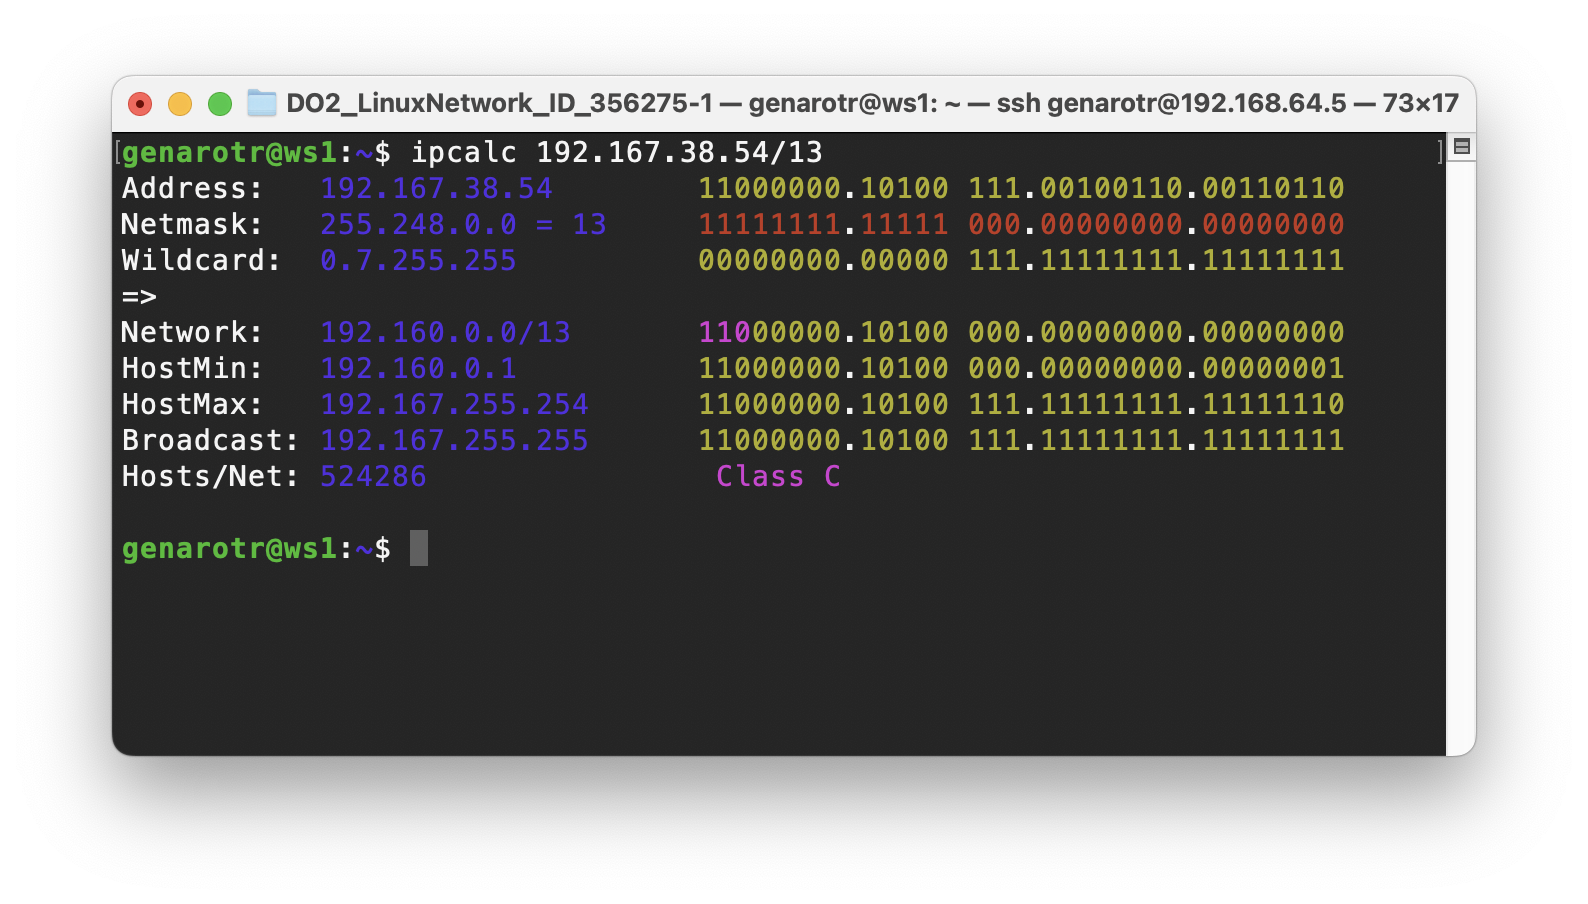 DO2_LinuxNetwork_ID_356275-1 — genarotr@ws1: ~ — ssh genarotr@192.168.64.5 — 73×17
[genarotr@ws1:~$ ipcalc 192.167.38.54/13 ]
Address:   192.167.38.54        11000000.10100 111.00100110.00110110
Netmask:   255.248.0.0 = 13     11111111.11111 000.00000000.00000000
Wildcard:  0.7.255.255          00000000.00000 111.11111111.11111111
=>
Network:   192.160.0.0/13       11000000.10100 000.00000000.00000000
HostMin:   192.160.0.1          11000000.10100 000.00000000.00000001
HostMax:   192.167.255.254      11000000.10100 111.11111111.11111110
Broadcast: 192.167.255.255      11000000.10100 111.11111111.11111111
Hosts/Net: 524286                Class C
genarotr@ws1:~$